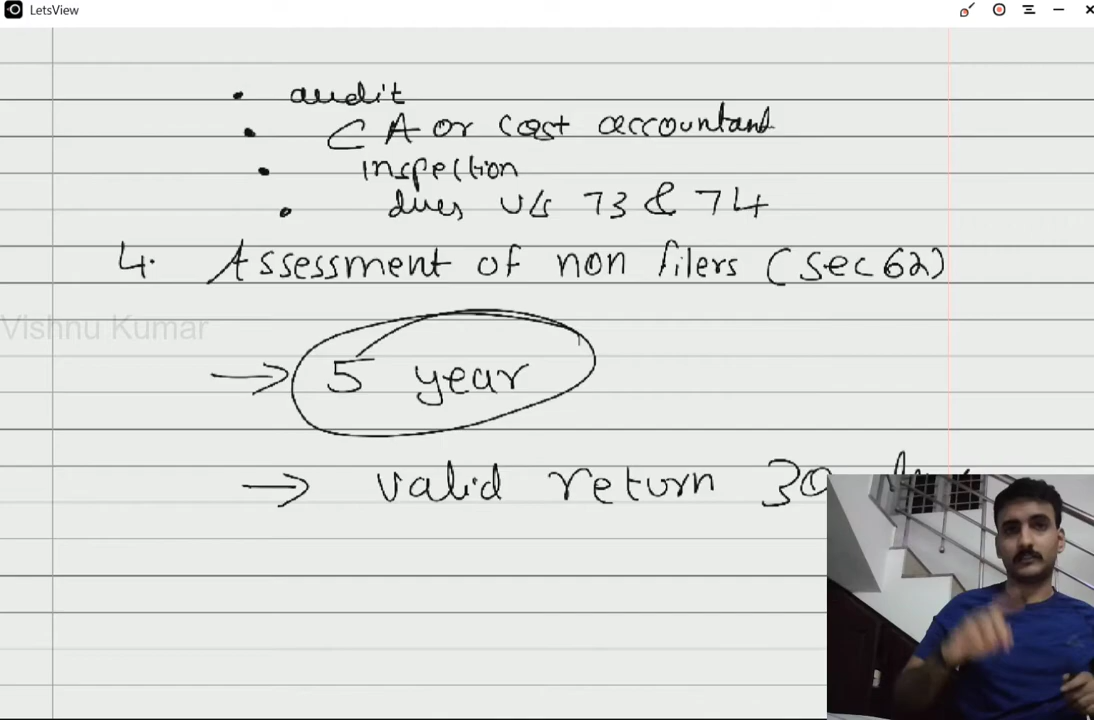 LetsView
• audit
• CA or cost accountant
• inspection
• dues u/s 73 & 74
4. Assessment of non filers (sec 62)
Vishnu Kumar
→ 5 year
→ valid return 30